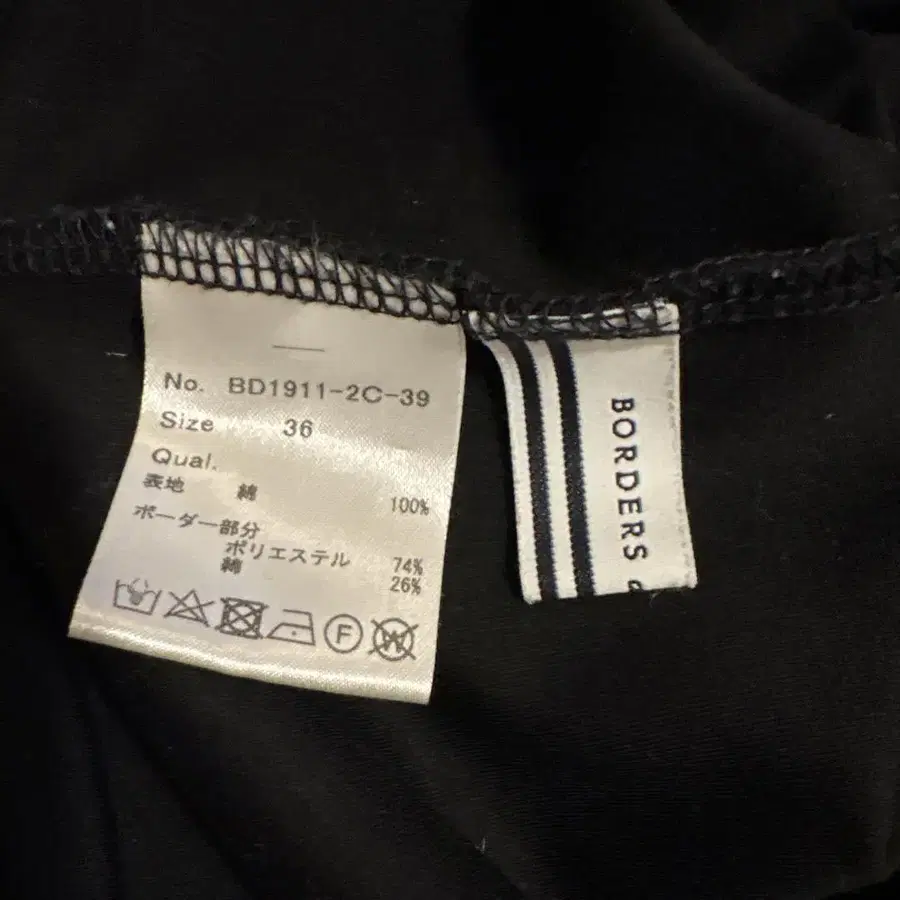 No. BD1911-2C-39
Size 36
Qual.
表地 綿 100%
ボーダー部分
ポリエステル 74%
綿 26%
F
W
BORDERS